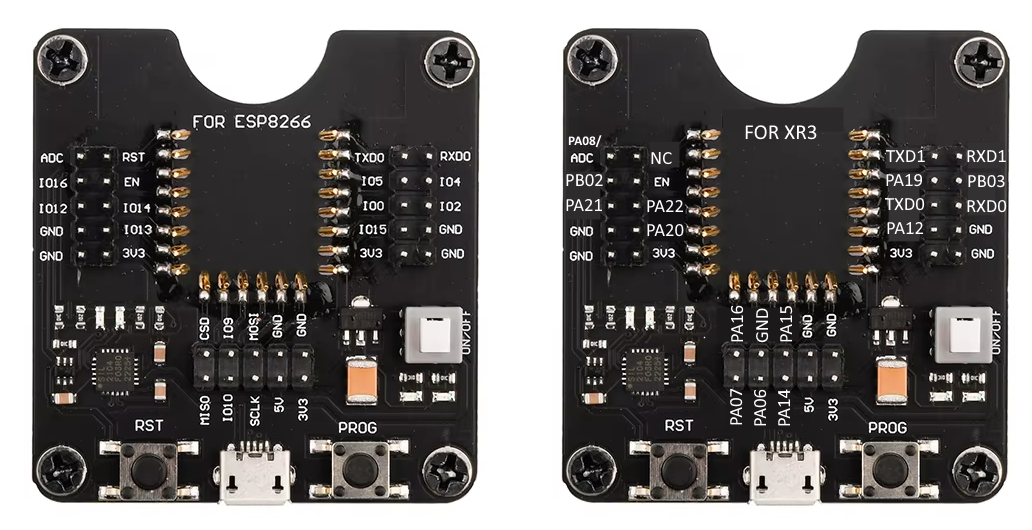 FOR ESP8266
ADC RST TXD0 RXD0
IO16 EN IO5 IO4
IO12 IO14 IO0 IO2
GND IO13 IO15 GND
GND 3V3 3V3 GND
CSD IO9 MOSI GND GND
ON/OFF
MISO IO10 SCLK 5V 3V3
RST PROG
FOR XR3
PA08/
ADC NC TXD1 RXD1
PB02 EN PA19 PB03
PA21 PA22 TXD0 RXD0
GND PA20 PA12 GND
GND 3V3 3V3 GND
PA16 GND PA15 GND GND
ON/OFF
PA07 PA06 PA14 5V 3V3
RST PROG